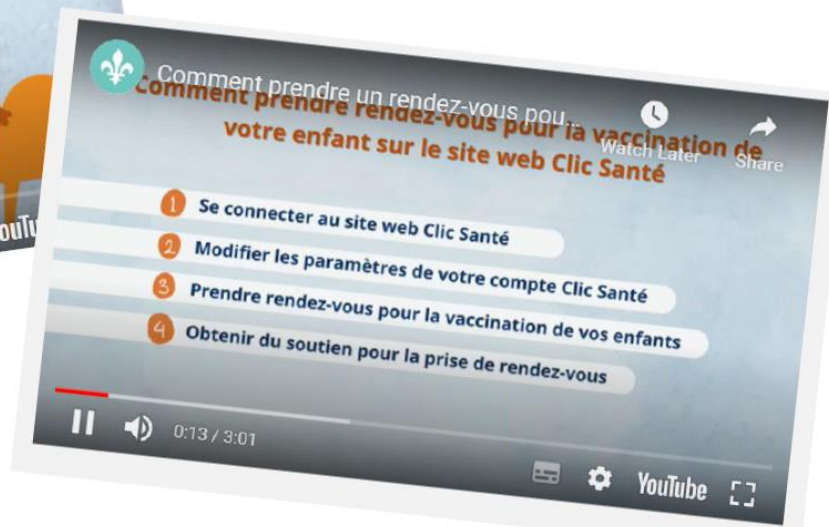 Comment prendre un rendez-vous pou...
Watch Later
Share
Comment prendre rendez-vous pour la vaccination de
votre enfant sur le site web Clic Santé
1 Se connecter au site web Clic Santé
2 Modifier les paramètres de votre compte Clic Santé
3 Prendre rendez-vous pour la vaccination de vos enfants
4 Obtenir du soutien pour la prise de rendez-vous
0:13 / 3:01
YouTube